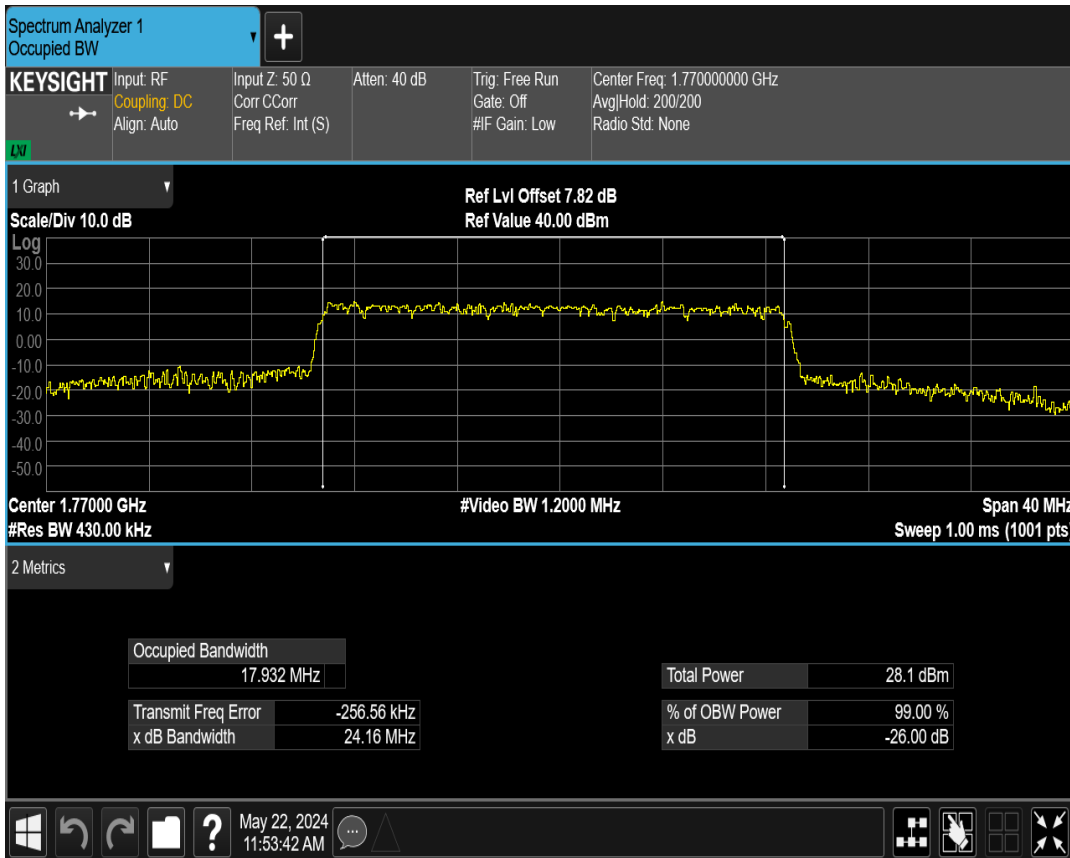 Spectrum Analyzer 1
Occupied BW
+
KEYSIGHT
LXI
Input: RF
Coupling: DC
Align: Auto
Input Z: 50 Ω
Corr CCorr
Freq Ref: Int (S)
Atten: 40 dB
Trig: Free Run
Gate: Off
#IF Gain: Low
Center Freq: 1.770000000 GHz
Avg|Hold: 200/200
Radio Std: None
1 Graph
Scale/Div 10.0 dB
Ref Lvl Offset 7.82 dB
Ref Value 40.00 dBm
Log
30.0
20.0
10.0
0.00
-10.0
-20.0
-30.0
-40.0
-50.0
Center 1.77000 GHz
#Video BW 1.2000 MHz
Span 40 MHz
#Res BW 430.00 kHz
Sweep 1.00 ms (1001 pts)
2 Metrics
Occupied Bandwidth
17.932 MHz
Transmit Freq Error -256.56 kHz
x dB Bandwidth 24.16 MHz
Total Power 28.1 dBm
% of OBW Power 99.00 %
x dB -26.00 dB
?
May 22, 2024
11:53:42 AM